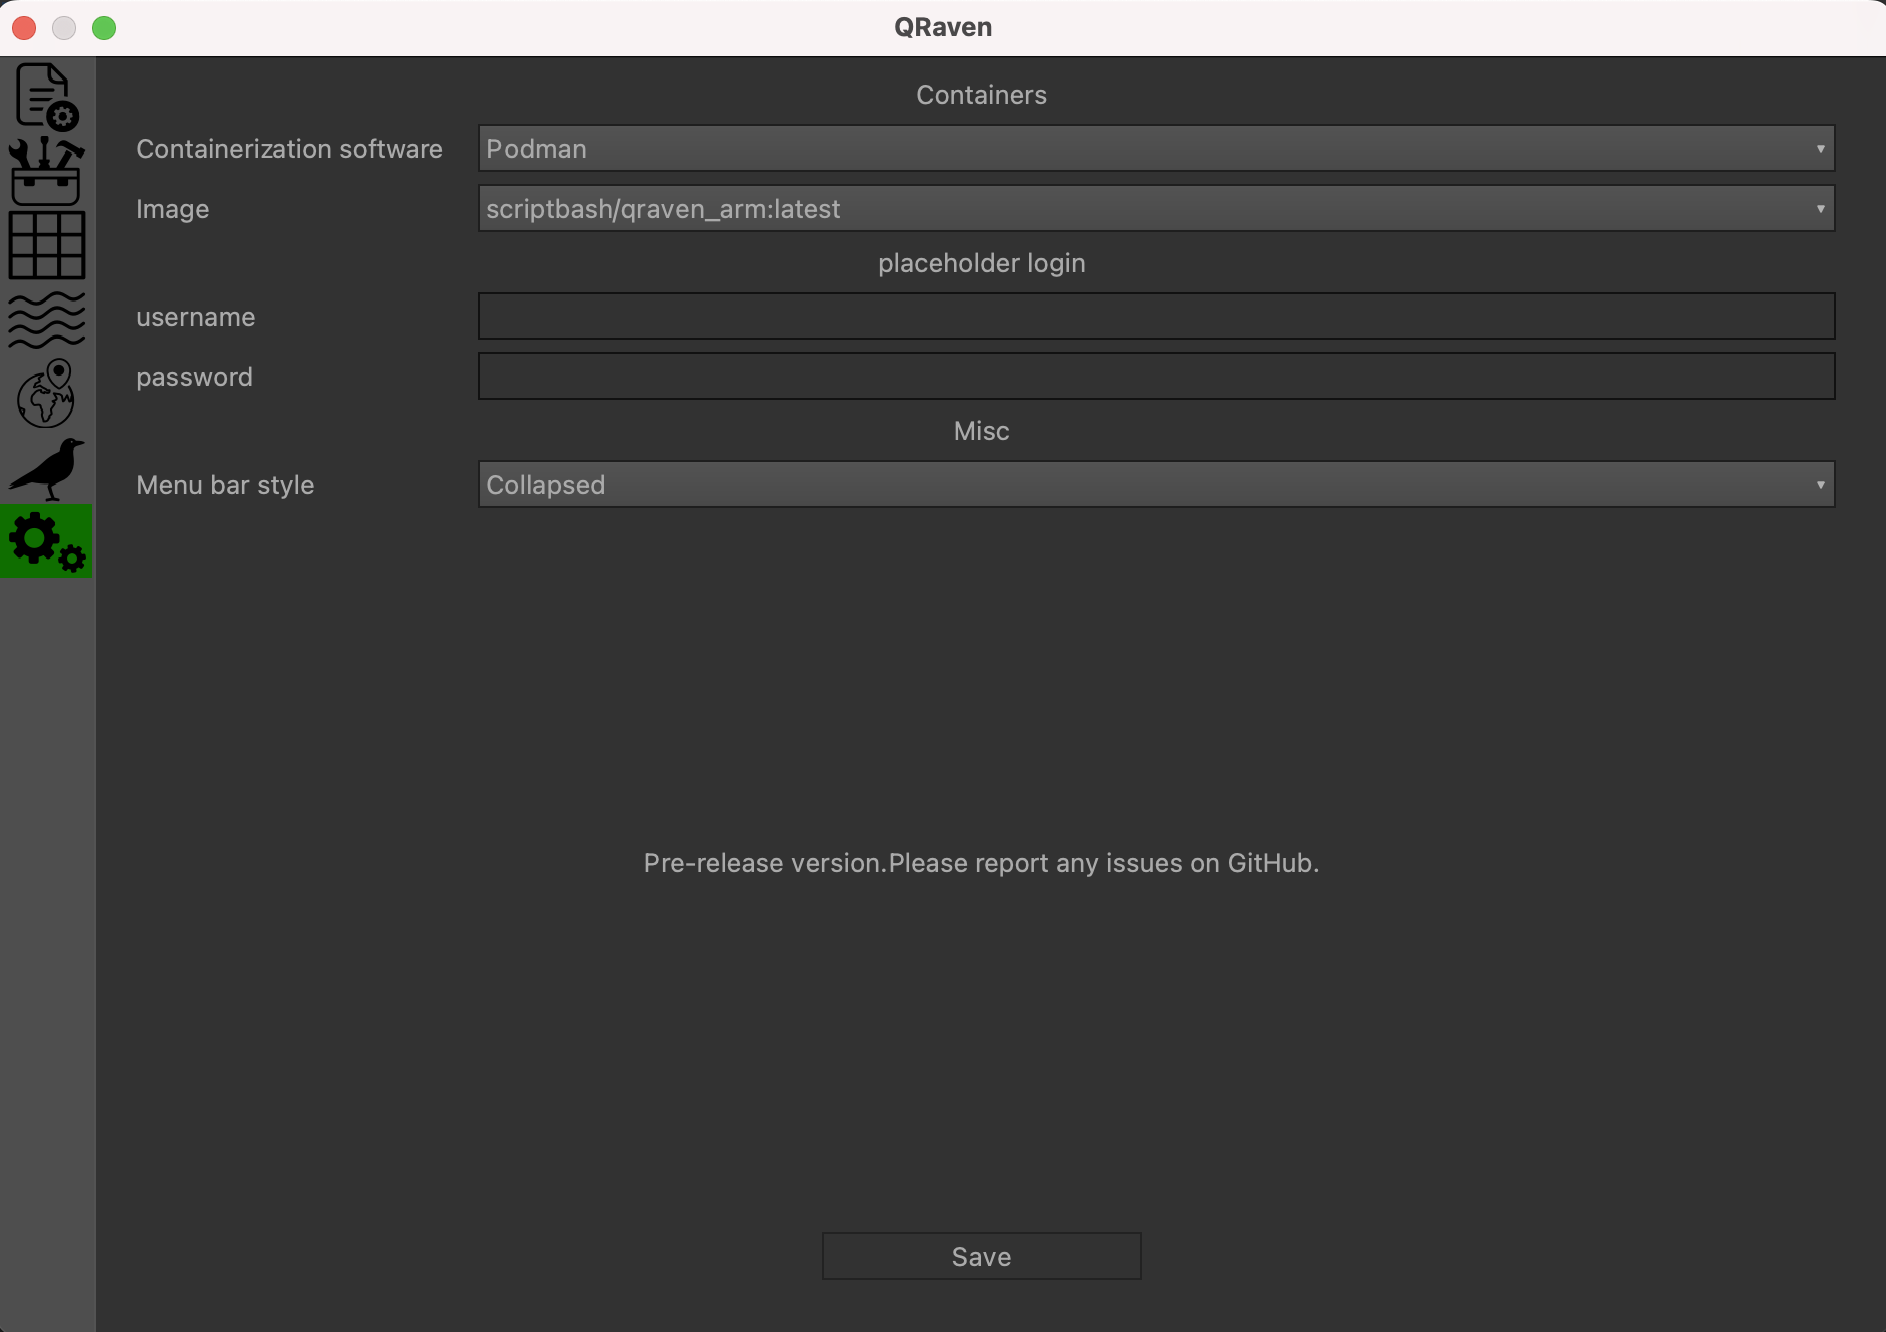 QRaven
Containers
Containerization software
Podman
Image
scriptbash/qraven_arm:latest
placeholder login
username
password
Misc
Menu bar style
Collapsed
Pre-release version.Please report any issues on GitHub.
Save